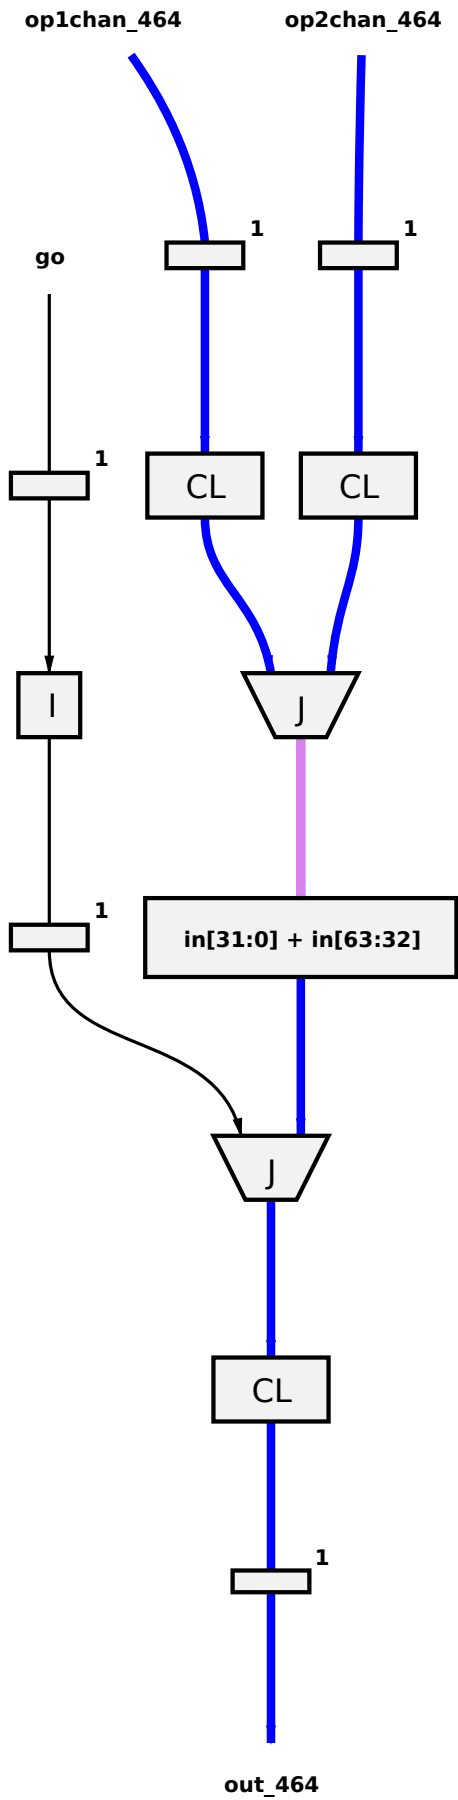 op1chan_464
op2chan_464
1
1
go
1
CL
CL
I
J
1
in[31:0] + in[63:32]
J
CL
1
out_464